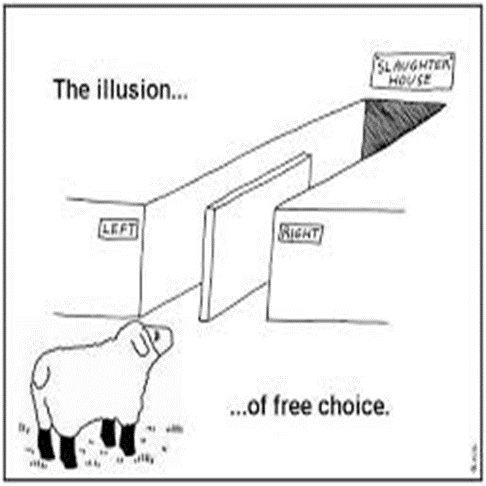 "SLAUGHTER
HOUSE
The illusion...
LEFT
RIGHT
...of free choice.